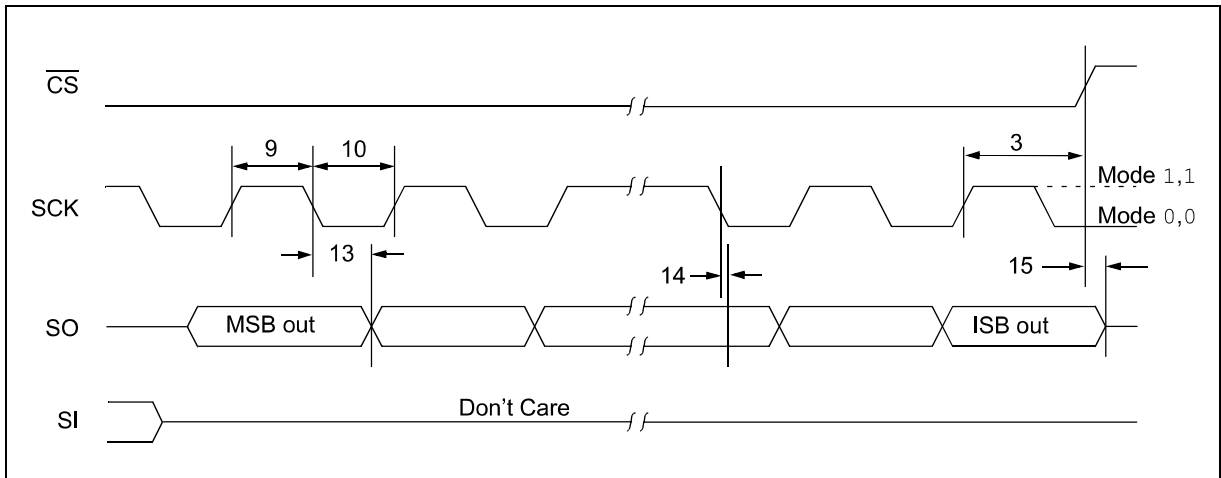 CS
9
10
3
Mode 1,1
SCK
Mode 0,0
13
14
15
SO
MSB out
ISB out
Don't Care
SI